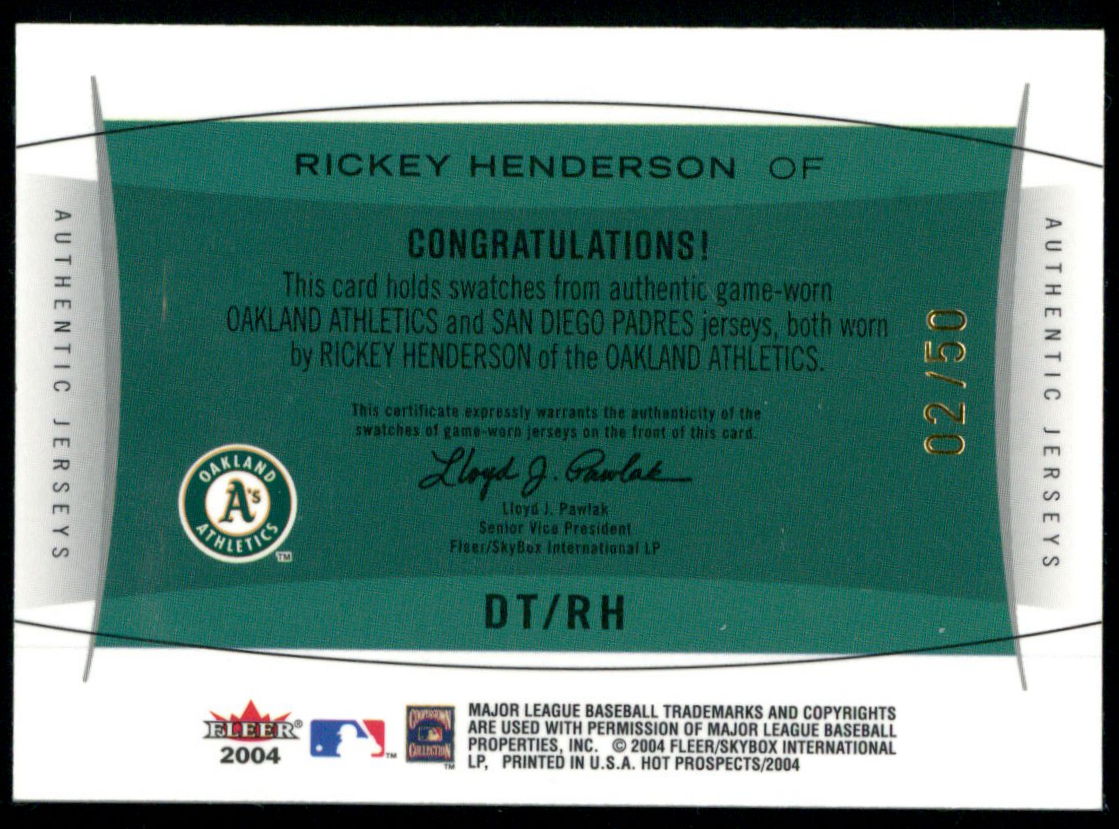 RICKEY HENDERSON OF
CONGRATULATIONS!
This card holds swatches from authentic game-worn
OAKLAND ATHLETICS and SAN DIEGO PADRES jerseys, both worn
by RICKEY HENDERSON of the OAKLAND ATHLETICS.
This certificate expressly warrants the authenticity of the
swatches of game-worn jerseys on the front of this card.
Lloyd J. Pawlak
Lloyd J. Pawlak
Senior Vice President
Fleer/SkyBox International LP
DT/RH
AUTHENTIC JERSEYS
AUTHENTIC JERSEYS
02/50
OAKLAND
A's
ATHLETICS
TM
FLEER®
2004
TM
COOPERSTOWN
COLLECTION
TM
MAJOR LEAGUE BASEBALL TRADEMARKS AND COPYRIGHTS
ARE USED WITH PERMISSION OF MAJOR LEAGUE BASEBALL
PROPERTIES, INC. © 2004 FLEER/SKYBOX INTERNATIONAL
LP, PRINTED IN U.S.A. HOT PROSPECTS/2004